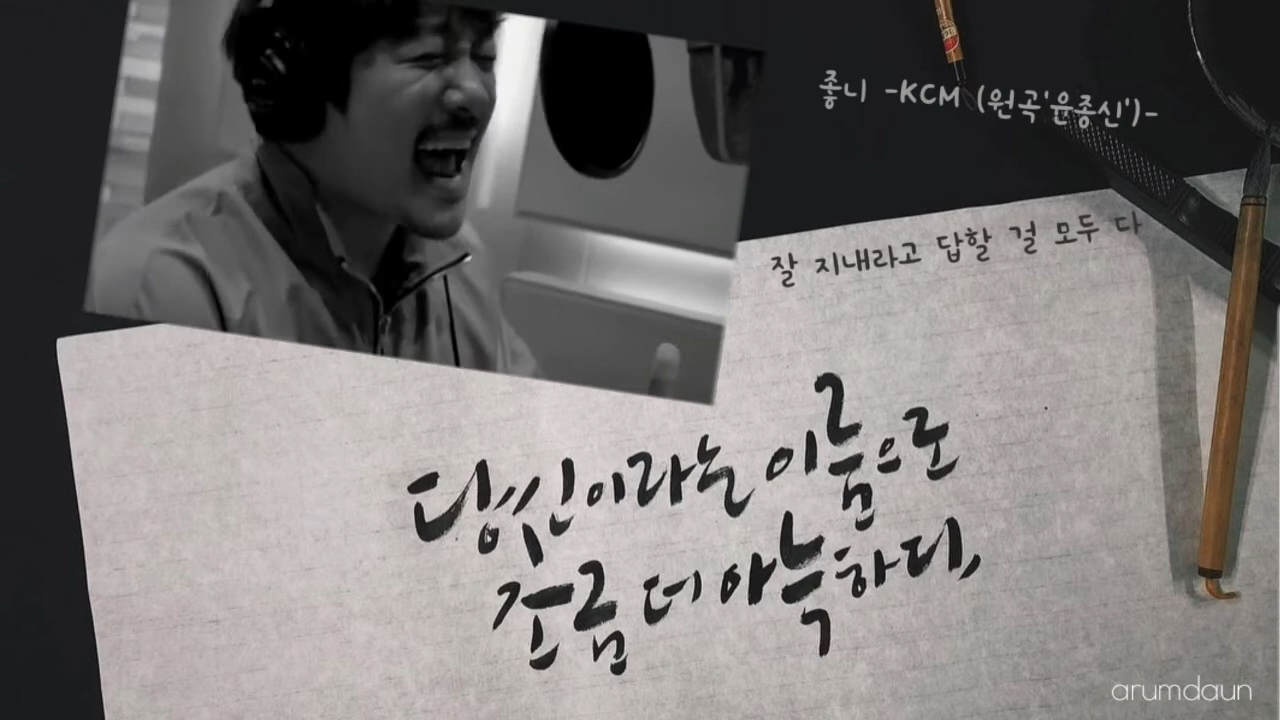 좋니 -KCM (원곡'윤종신')-
잘 지내라고 답할 걸 모두 다
당신이라는 이름으로
조금 더 아늑하다,
arumdaun